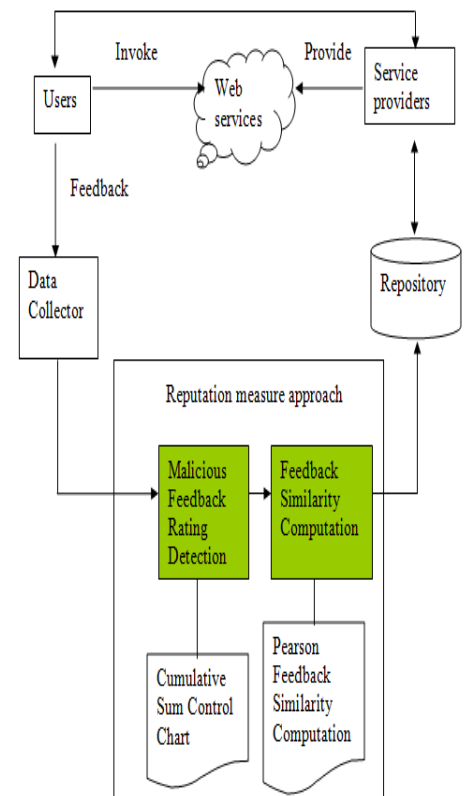 Invoke
Provide
Users
Web
services
Service
providers
Feedback
Data
Collector
Repository
Reputation measure approach
Malicious
Feedback
Rating
Detection
Feedback
Similarity
Computation
Cumulative
Sum Control
Chart
Pearson
Feedback
Similarity
Computation